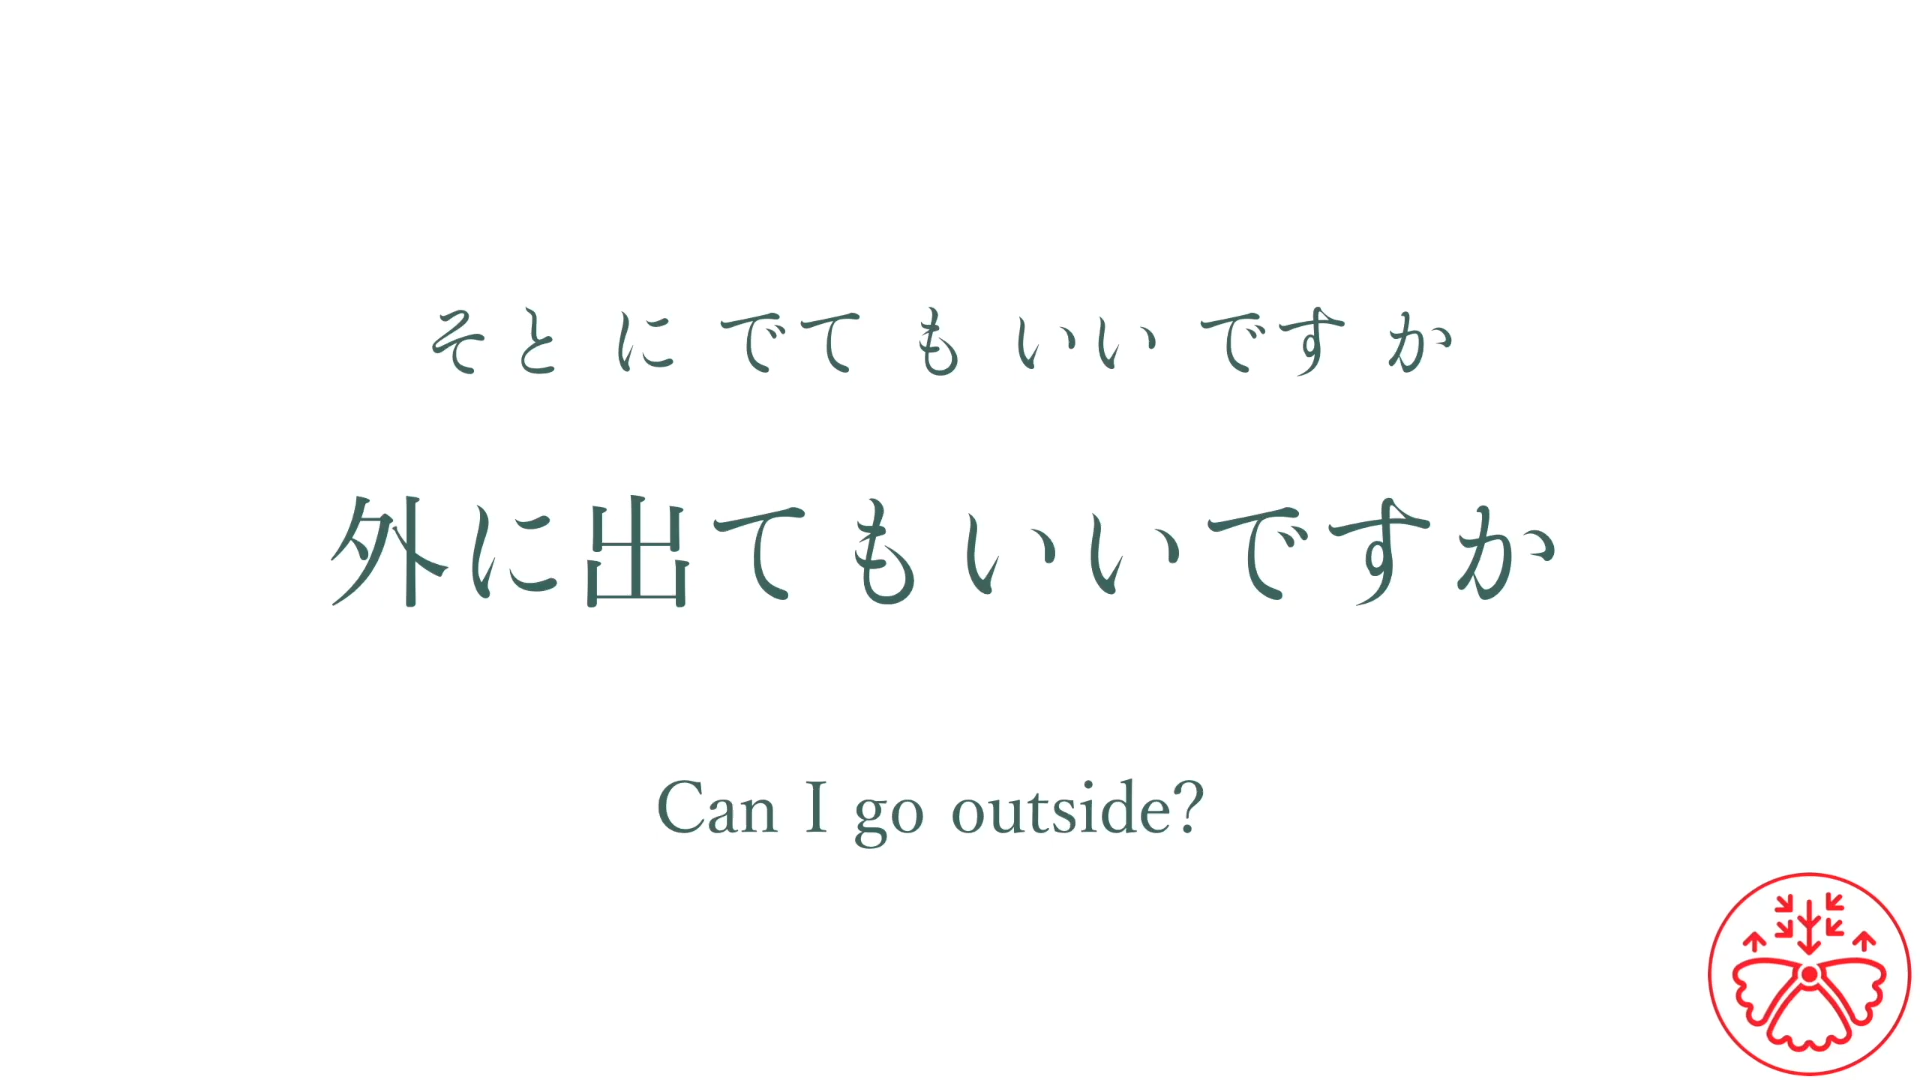 そと に でて も いい です か
外に出てもいいですか
Can I go outside?